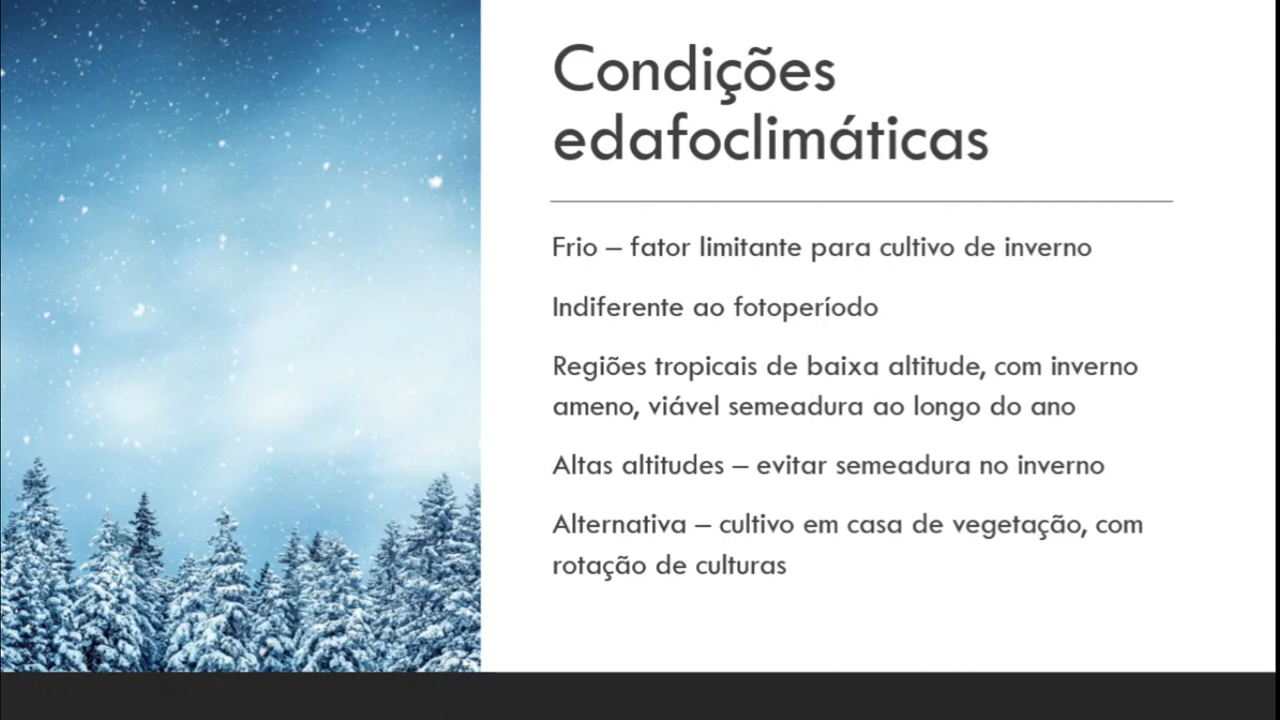 Condições
edafoclimáticas
Frio – fator limitante para cultivo de inverno
Indiferente ao fotoperíodo
Regiões tropicais de baixa altitude, com inverno
ameno, viável semeadura ao longo do ano
Altas altitudes – evitar semeadura no inverno
Alternativa – cultivo em casa de vegetação, com
rotação de culturas